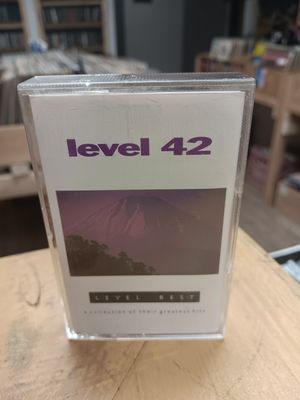 level 42
LEVEL BEST
a collection of their greatest hits